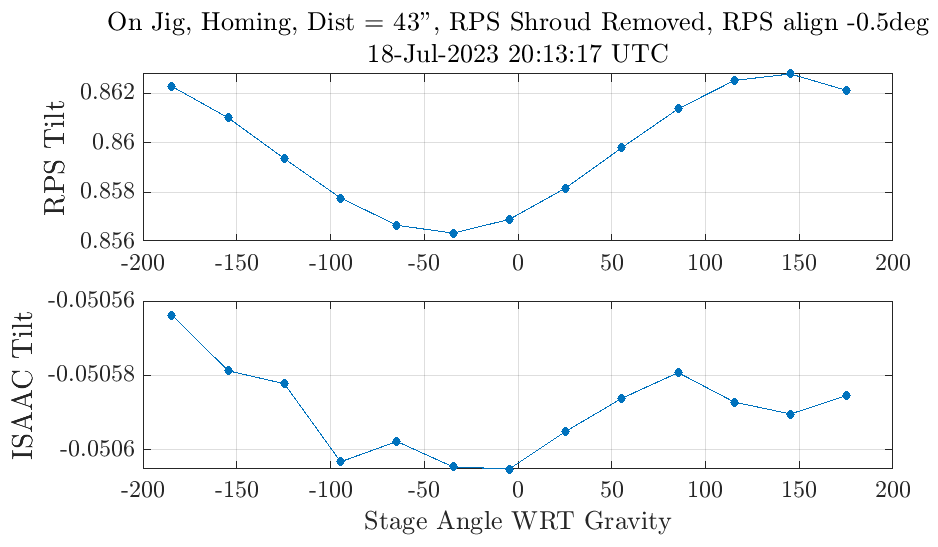 On Jig, Homing, Dist = 43”, RPS Shroud Removed, RPS align -0.5deg
18-Jul-2023 20:13:17 UTC
RPS Tilt
0.862
0.86
0.858
0.856
-200 -150 -100 -50 0 50 100 150 200
ISAAC Tilt
-0.05056
-0.05058
-0.0506
-200 -150 -100 -50 0 50 100 150 200
Stage Angle WRT Gravity